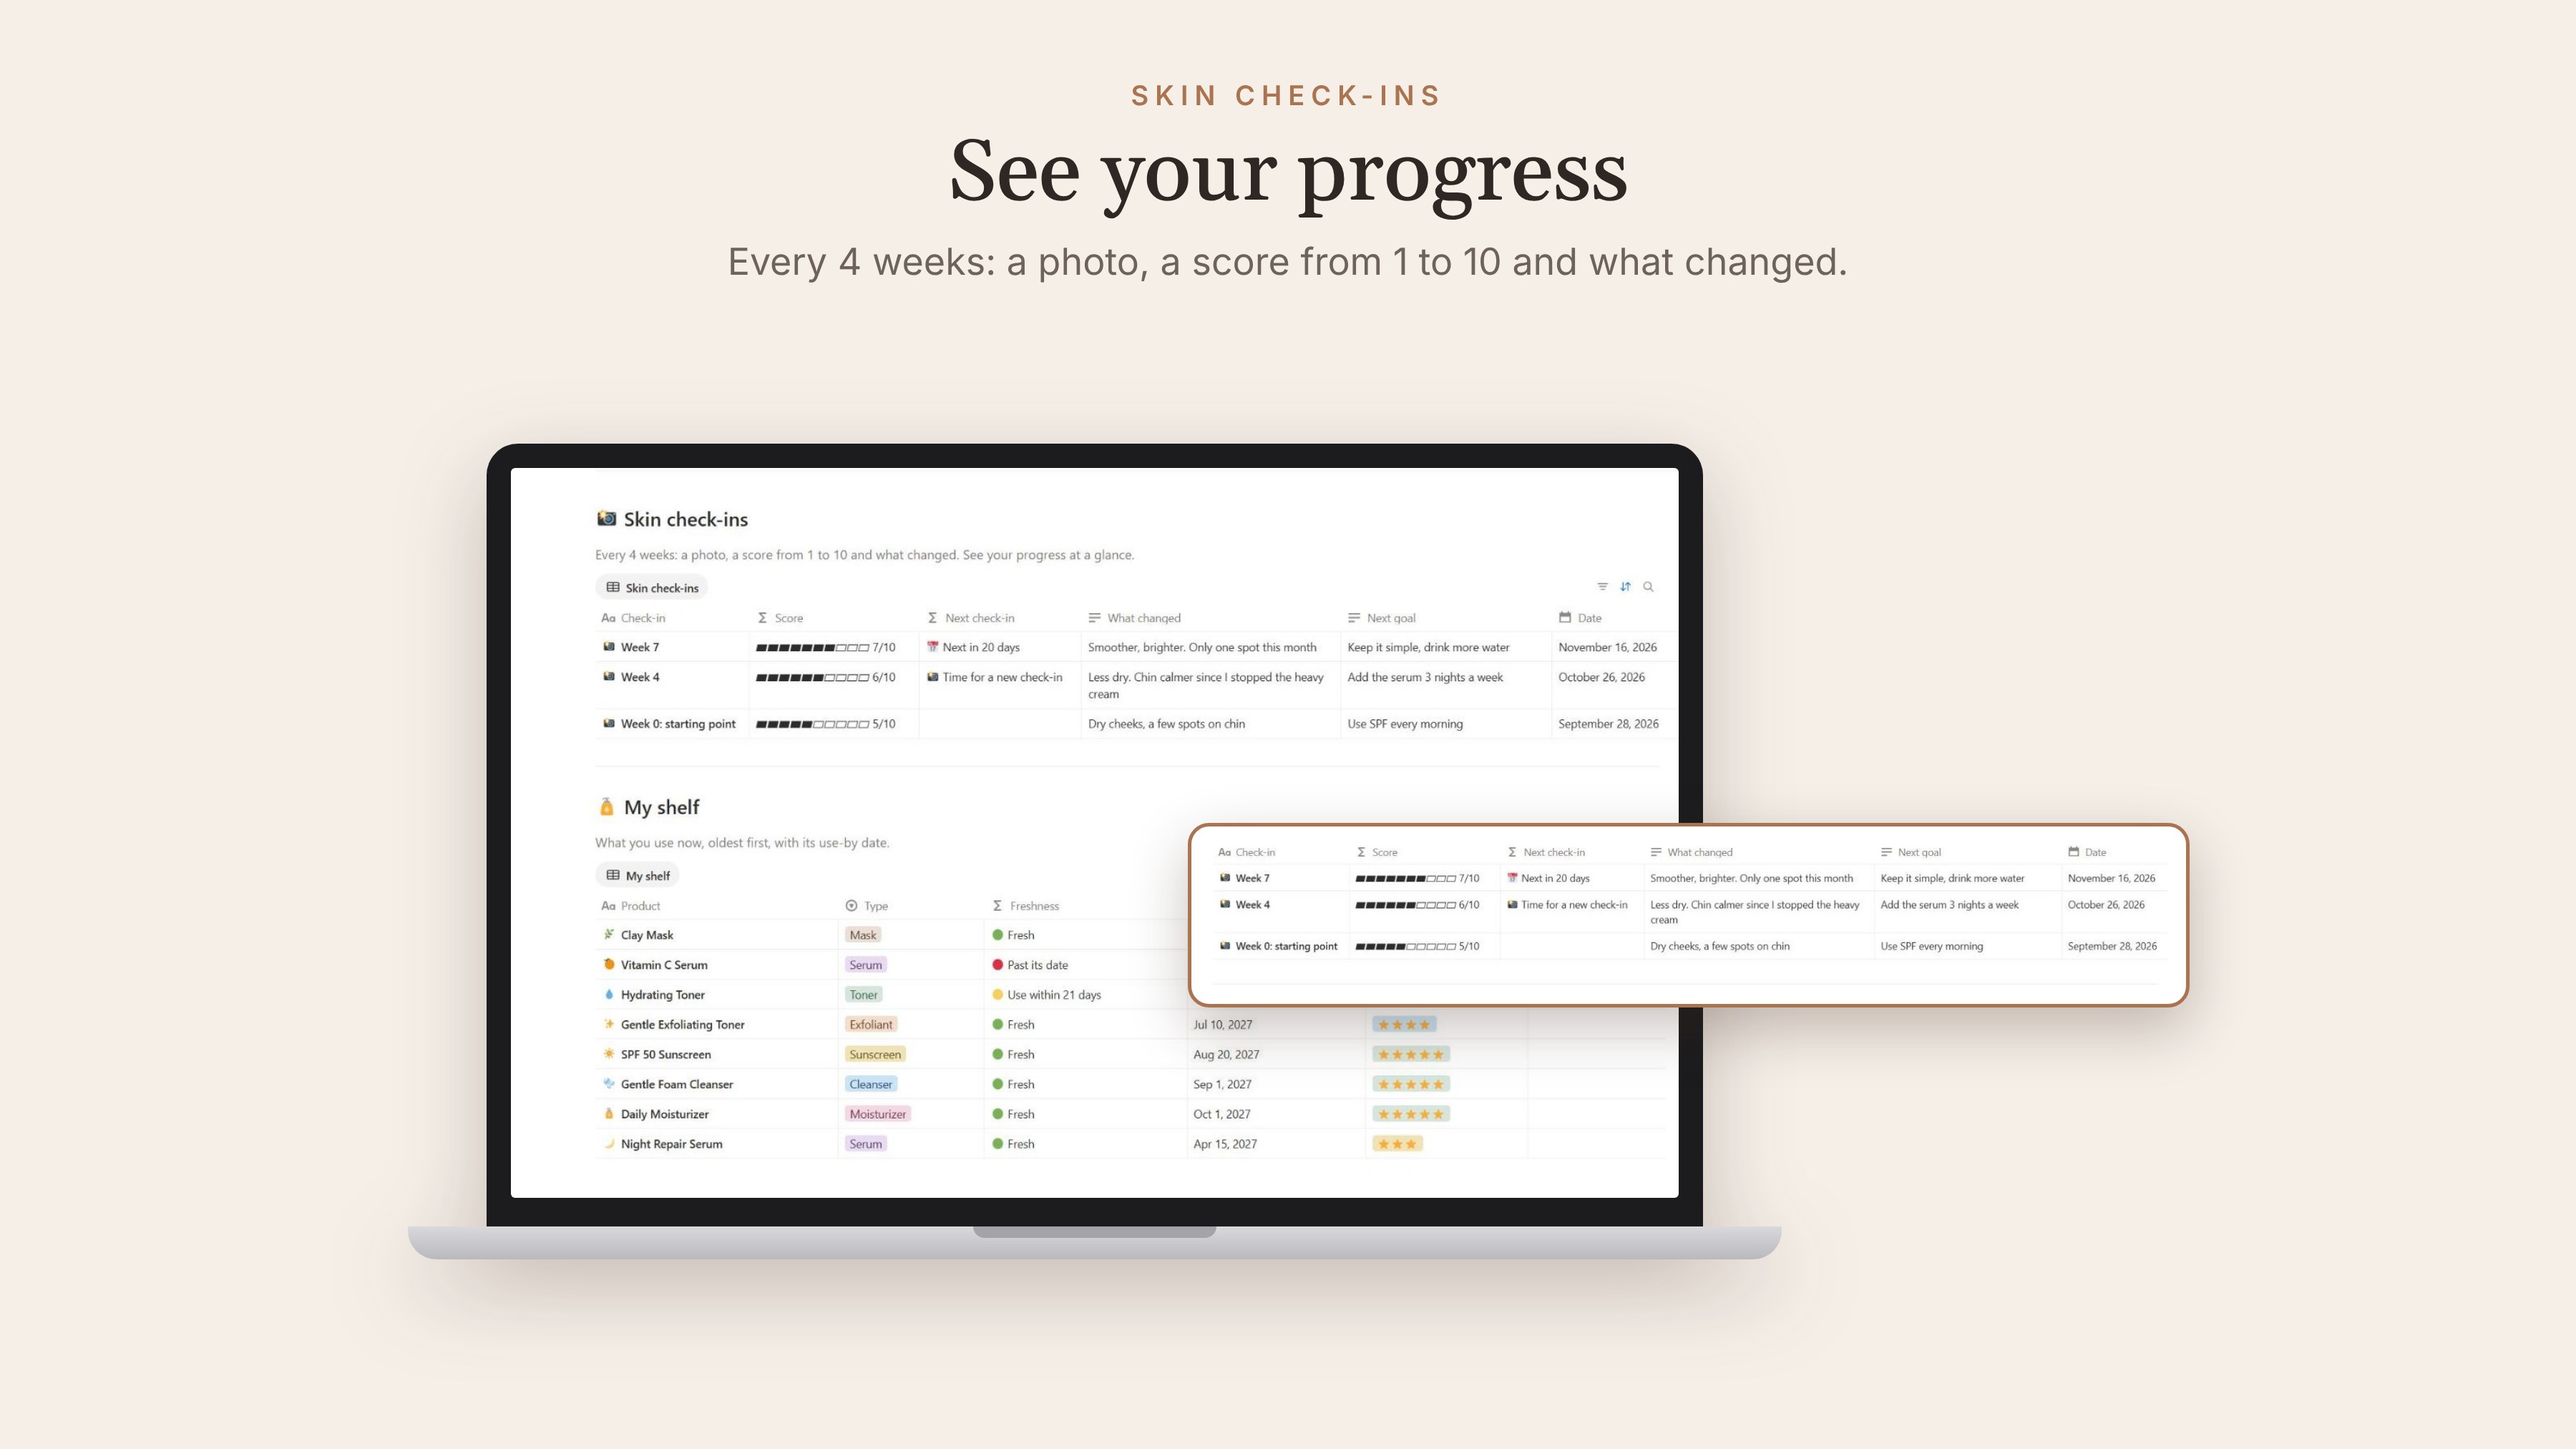 SKIN CHECK-INS
See your progress
Every 4 weeks: a photo, a score from 1 to 10 and what changed.
Skin check-ins
Every 4 weeks: a photo, a score from 1 to 10 and what changed. See your progress at a glance.
Skin check-ins
Aa Check-in Σ Score Σ Next check-in What changed Next goal Date
Week 7 7/10 Next in 20 days Smoother, brighter. Only one spot this month Keep it simple, drink more water November 16, 2026
Week 4 6/10 Time for a new check-in Less dry. Chin calmer since I stopped the heavy Add the serum 3 nights a week October 26, 2026
cream
Week 0: starting point 5/10 Dry cheeks, a few spots on chin Use SPF every morning September 28, 2026
My shelf
What you use now, oldest first, with its use-by date.
My shelf
Aa Product Type Σ Freshness
Clay Mask Mask Fresh
Vitamin C Serum Serum Past its date
Hydrating Toner Toner Use within 21 days
Gentle Exfoliating Toner Exfoliant Fresh Jul 10, 2027
SPF 50 Sunscreen Sunscreen Fresh Aug 20, 2027
Gentle Foam Cleanser Cleanser Fresh Sep 1, 2027
Daily Moisturizer Moisturizer Fresh Oct 1, 2027
Night Repair Serum Serum Fresh Apr 15, 2027
Aa Check-in Σ Score Σ Next check-in What changed Next goal Date
Week 7 7/10 Next in 20 days Smoother, brighter. Only one spot this month Keep it simple, drink more water November 16, 2026
Week 4 6/10 Time for a new check-in Less dry. Chin calmer since I stopped the heavy Add the serum 3 nights a week October 26, 2026
cream
Week 0: starting point 5/10 Dry cheeks, a few spots on chin Use SPF every morning September 28, 2026